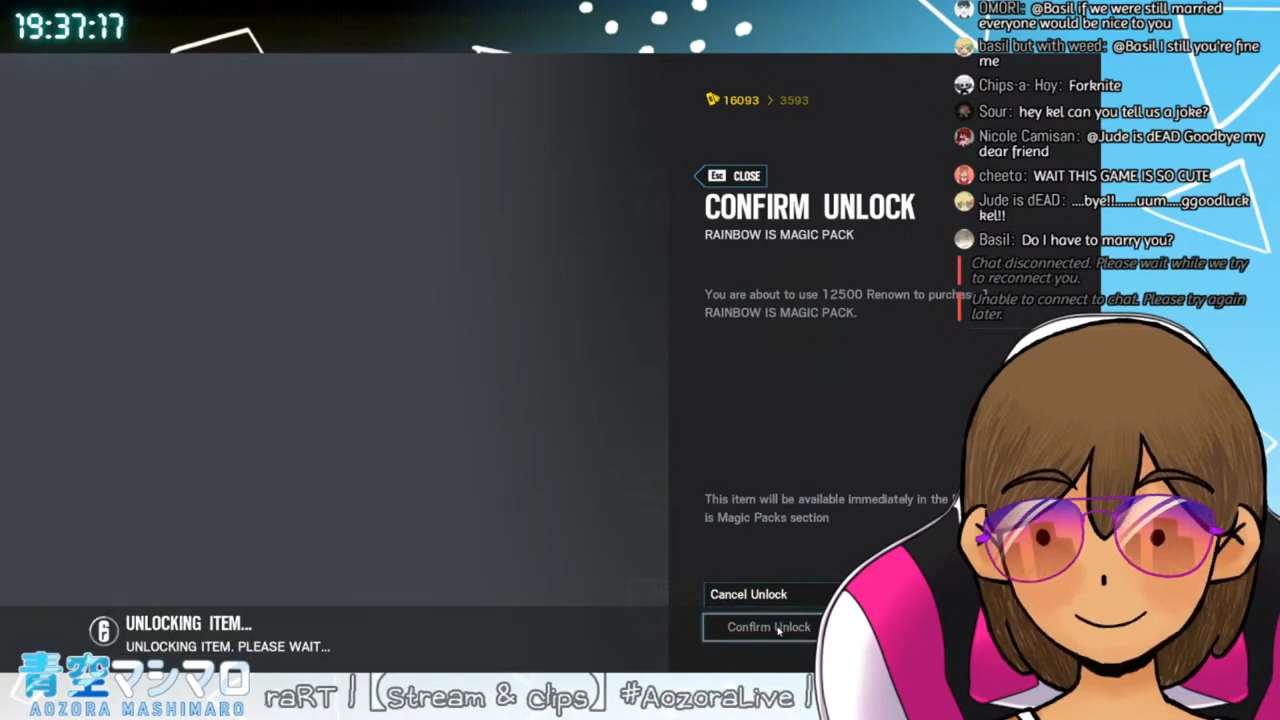 19:37:17
16093 > 3593
Esc CLOSE
CONFIRM UNLOCK
RAINBOW IS MAGIC PACK
You are about to use 12500 Renown to purchas 1
RAINBOW IS MAGIC PACK.
This item will be available immediately in the
is Magic Packs section
Cancel Unlock
Confirm Unlock
UNLOCKING ITEM...
UNLOCKING ITEM. PLEASE WAIT...
OMORI: @Basil if we were still married
everyone would be nice to you
basil but with weed: @Basil I still you're fine
me
Chips-a- Hoy: Forknite
Sour: hey kel can you tell us a joke?
Nicole Camisan: @Jude is dEAD Goodbye my
dear friend
cheeto: WAIT THIS GAME IS SO CUTE
Jude is dEAD: ....bye!!.......uum.....ggoodluck
kel!!
Basil: Do I have to marry you?
Chat disconnected. Please wait while we try
to reconnect you.
Unable to connect to chat. Please try again
later.
青空マシマロ
AOZORA MASHIMARO
raRT | 【Stream & clips】 #AozoraLive |